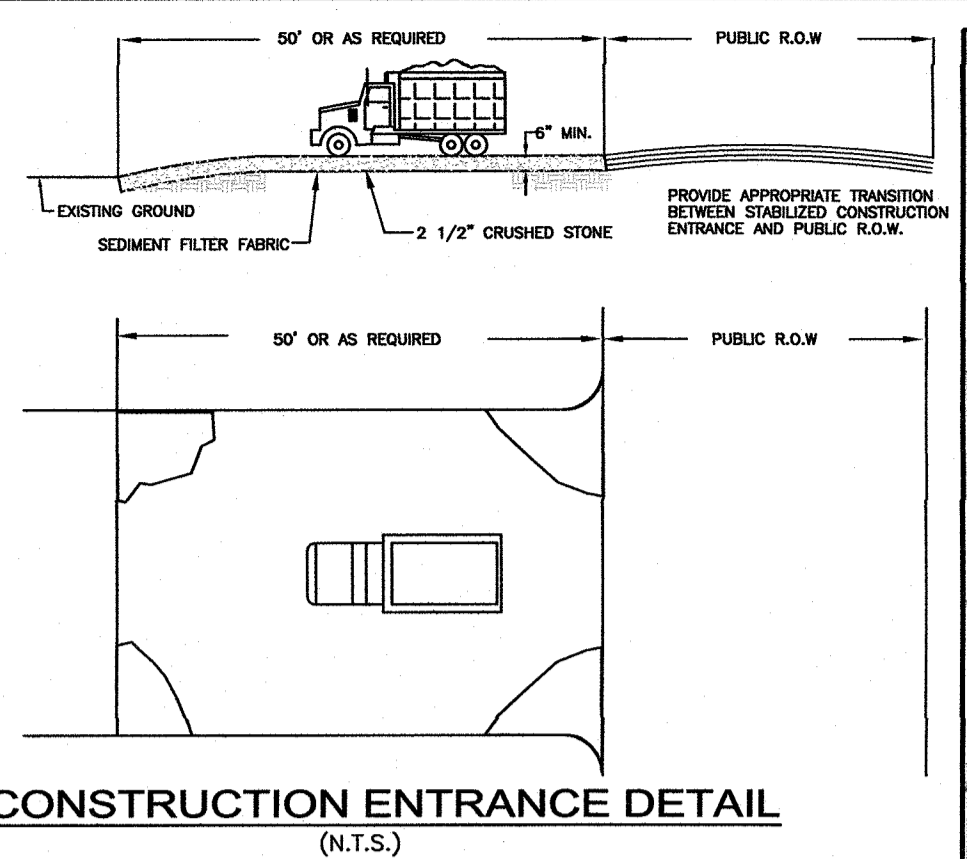 50' OR AS REQUIRED
PUBLIC R.O.W
6" MIN.
EXISTING GROUND
SEDIMENT FILTER FABRIC
2 1/2" CRUSHED STONE
PROVIDE APPROPRIATE TRANSITION
BETWEEN STABILIZED CONSTRUCTION
ENTRANCE AND PUBLIC R.O.W.
50' OR AS REQUIRED
PUBLIC R.O.W
CONSTRUCTION ENTRANCE DETAIL
(N.T.S.)